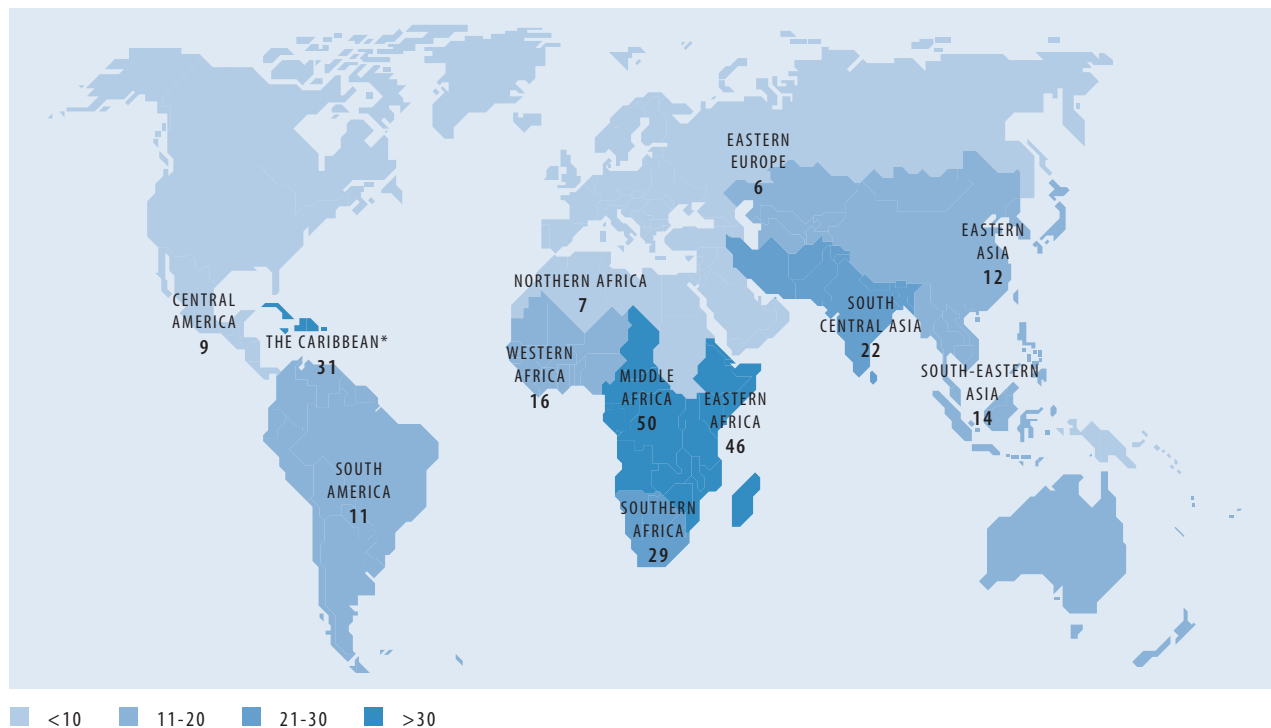 EASTERN
EUROPE
6
EASTERN
ASIA
12
NORTHERN AFRICA
7
CENTRAL
AMERICA
9
THE CARIBBEAN*
31
SOUTH
CENTRAL ASIA
22
WESTERN
AFRICA
16
MIDDLE
AFRICA
50
EASTERN
AFRICA
46
SOUTH-EASTERN
ASIA
14
SOUTH
AMERICA
11
SOUTHERN
AFRICA
29
<10 11-20 21-30 >30